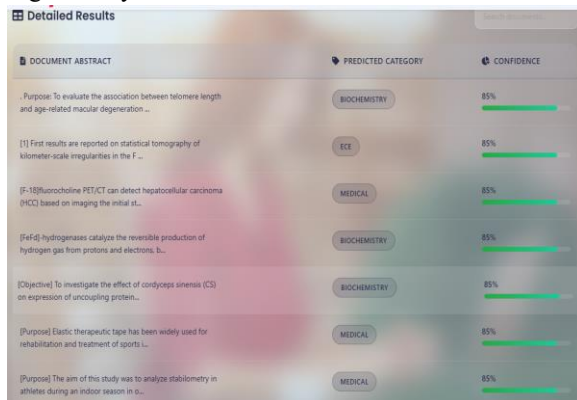 Detailed Results
DOCUMENT ABSTRACT PREDICTED CATEGORY CONFIDENCE
. Purpose: To evaluate the association between telomere length
and age-related macular degeneration ...
BIOCHEMISTRY
85%
[1] First results are reported on statistical tomography of
kilometer-scale irregularities in the F ...
ECE
85%
[F-18]fluorocholine PET/CT can detect hepatocellular carcinoma
(HCC) based on imaging the initial st...
MEDICAL
85%
[FeFd]-hydrogenases catalyze the reversible production of
hydrogen gas from protons and electrons. b...
BIOCHEMISTRY
85%
[Objective] To investigate the effect of cordyceps sinensis (CS)
on expression of uncoupling protein...
BIOCHEMISTRY
85%
[Purpose] Elastic therapeutic tape has been widely used for
rehabilitation and treatment of sports i...
MEDICAL
85%
[Purpose] The aim of this study was to analyze stabilometry in
athletes during an indoor season in o...
MEDICAL
85%